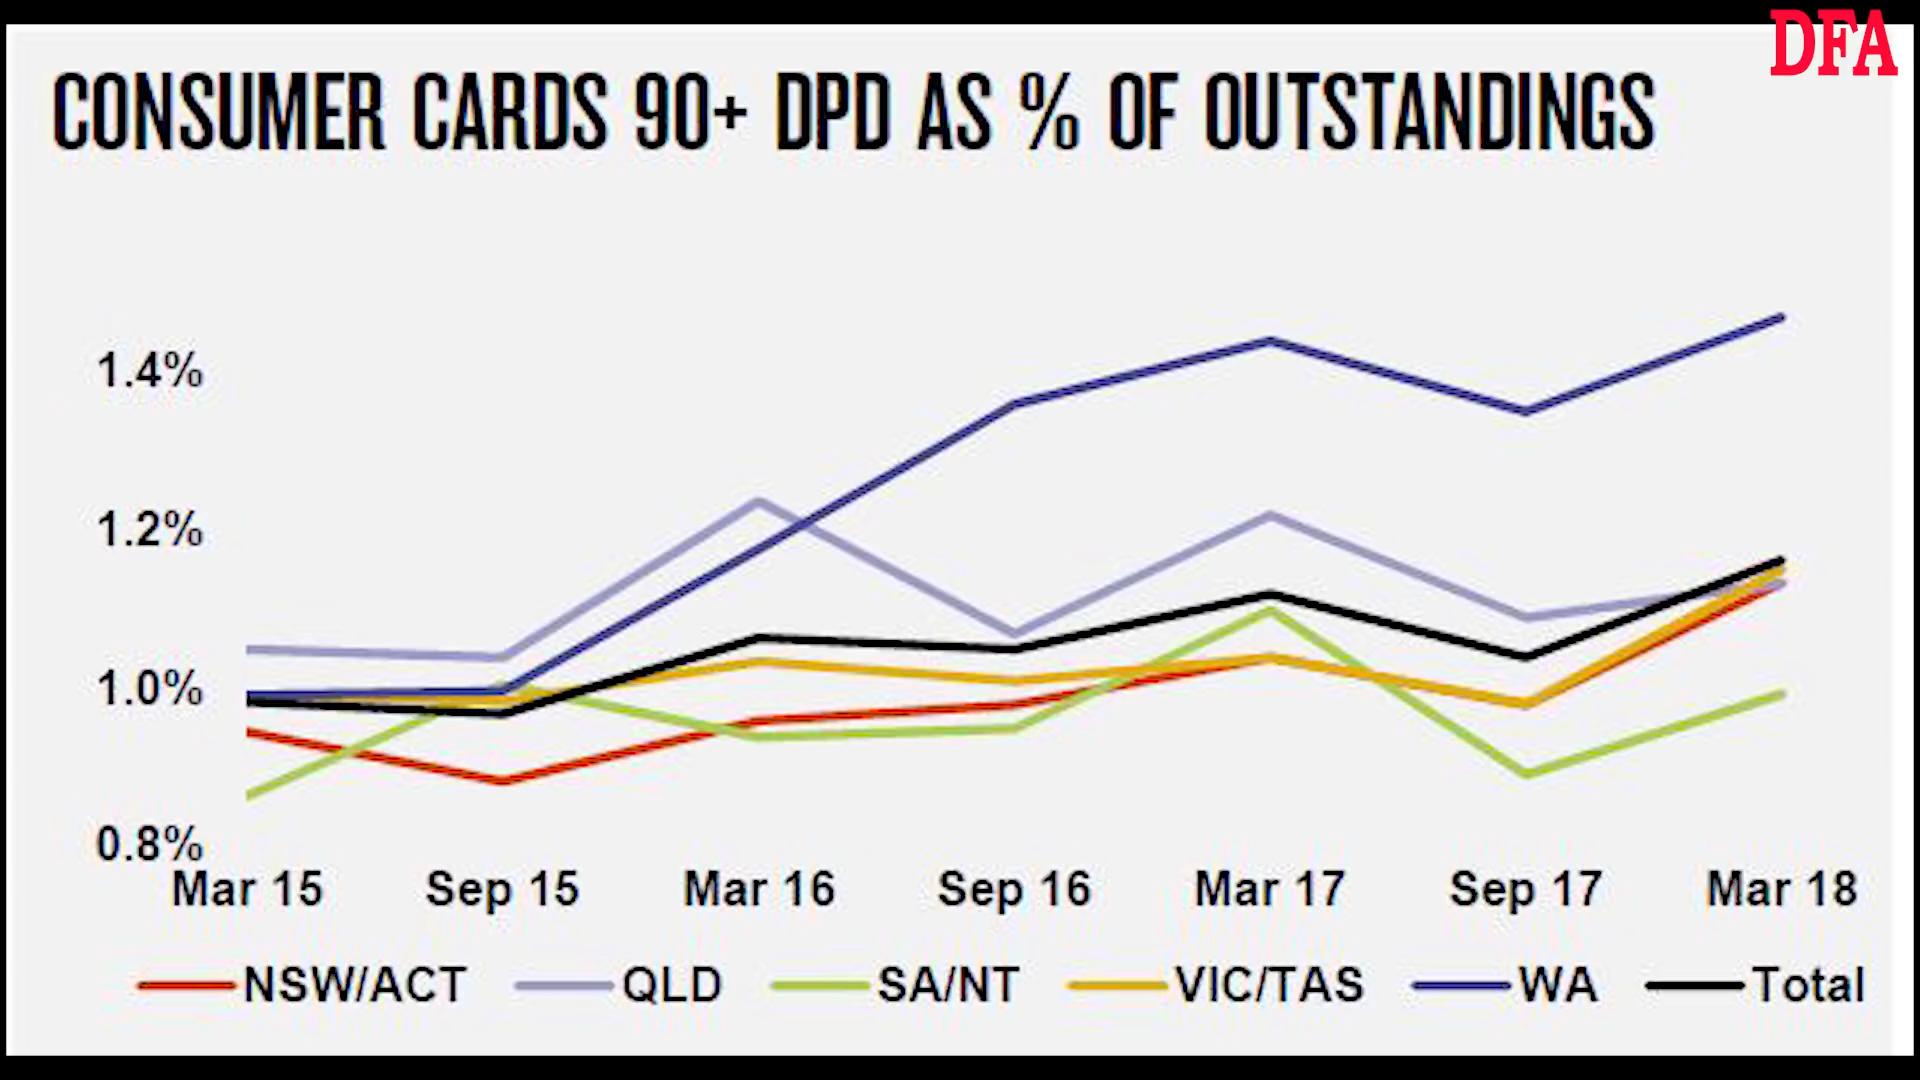 DFA
CONSUMER CARDS 90+ DPD AS % OF OUTSTANDINGS
1.4%
1.2%
1.0%
0.8%
Mar 15 Sep 15 Mar 16 Sep 16 Mar 17 Sep 17 Mar 18
NSW/ACT QLD SA/NT VIC/TAS WA Total